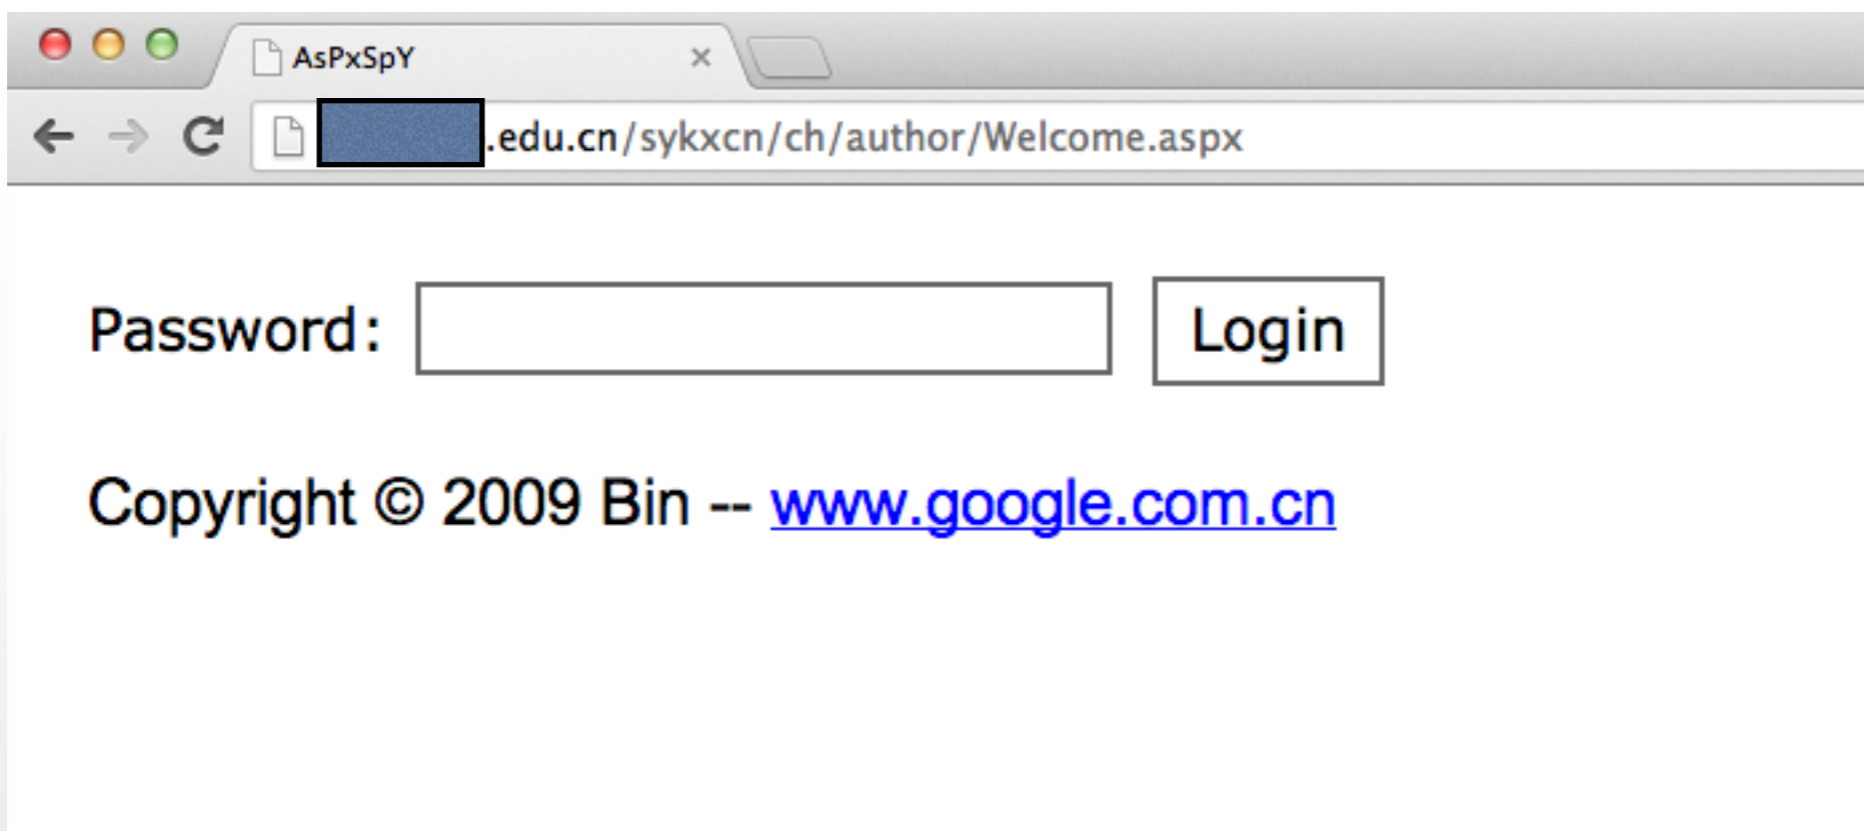 AsPxSpY
.edu.cn/sykxcn/ch/author/Welcome.aspx
Password: Login
Copyright © 2009 Bin -- www.google.com.cn